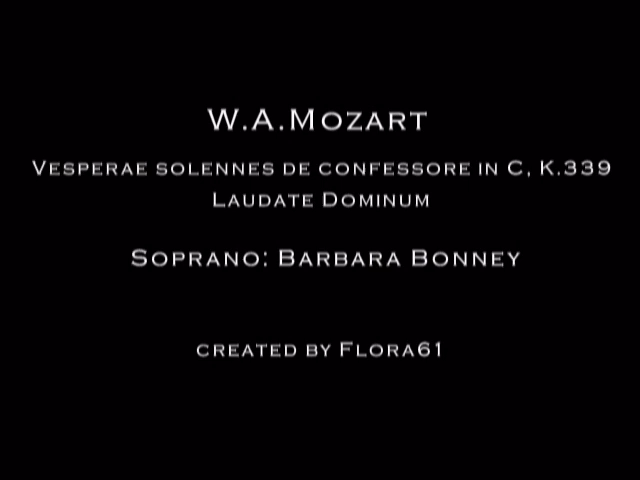 W.A.Mozart
Vesperae solennes de confessore in C, K.339
Laudate Dominum
Soprano: Barbara Bonney
created by Flora61